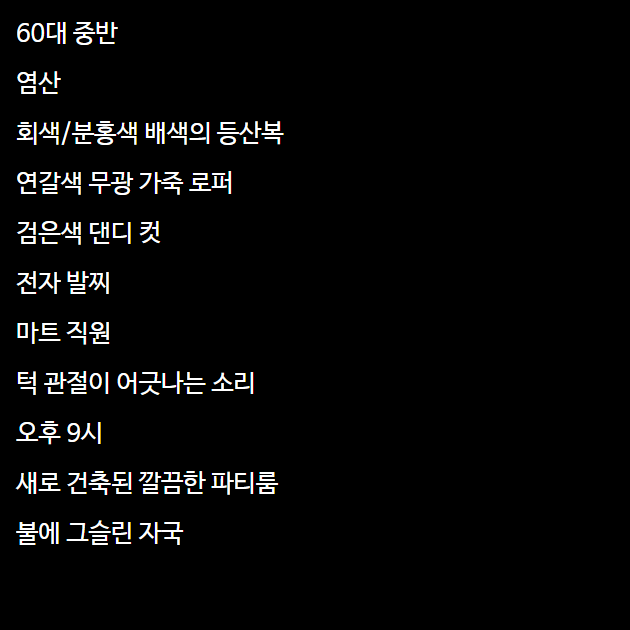 60대 중반
염산
회색/분홍색 배색의 등산복
연갈색 무광 가죽 로퍼
검은색 댄디 컷
전자 발찌
마트 직원
턱 관절이 어긋나는 소리
오후 9시
새로 건축된 깔끔한 파티룸
불에 그슬린 자국